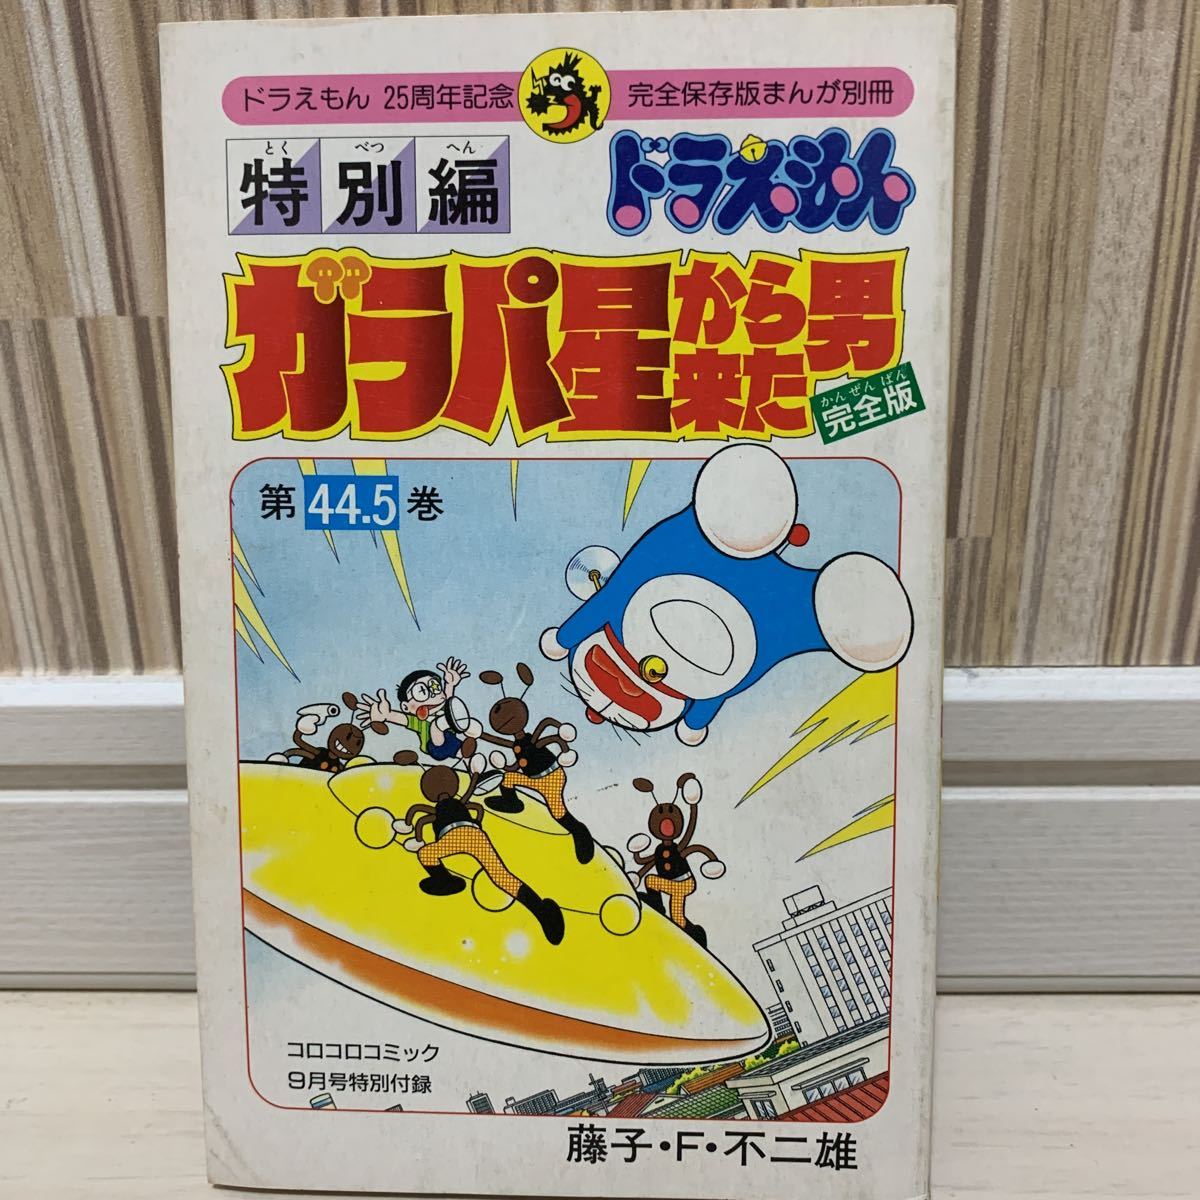 ドラえもん 25周年記念 完全保存版まんが別冊
とく べつ へん
特別編
ドラえもん
ガラパ星から来た男
かんぜんばん
完全版
第44.5巻
コロコロコミック
9月号特別付録
藤子・F・不二雄